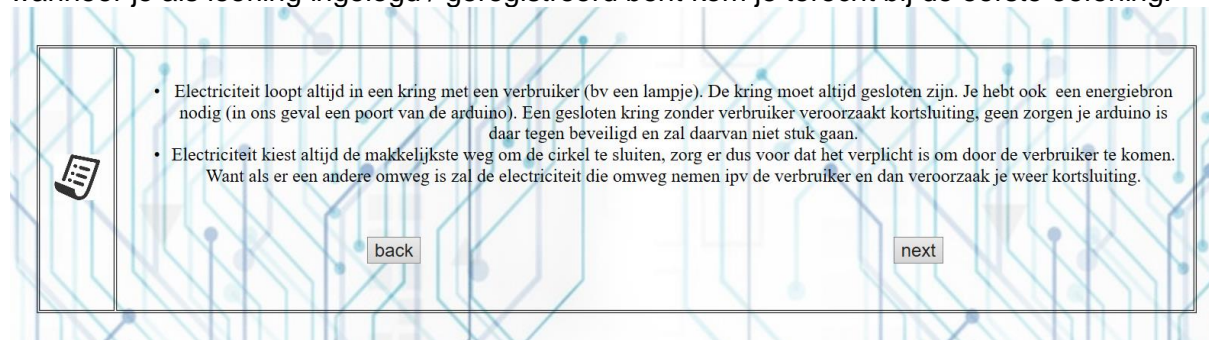 wanneer je als leerling ingelogd / geregistreerd bent kom je terecht bij de eerste oefening.
• Electriciteit loopt altijd in een kring met een verbruiker (bv een lampje). De kring moet altijd gesloten zijn. Je hebt ook een energiebron
nodig (in ons geval een poort van de arduino). Een gesloten kring zonder verbruiker veroorzaakt kortsluiting, geen zorgen je arduino is
daar tegen beveiligd en zal daarvan niet stuk gaan.
• Electriciteit kiest altijd de makkelijkste weg om de cirkel te sluiten, zorg er dus voor dat het verplicht is om door de verbruiker te komen.
Want als er een andere omweg is zal de electriciteit die omweg nemen ipv de verbruiker en dan veroorzaak je weer kortsluiting.
back
next